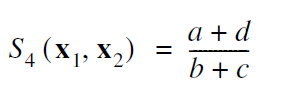 S₄(x₁, x₂) = (a + d) / (b + c)